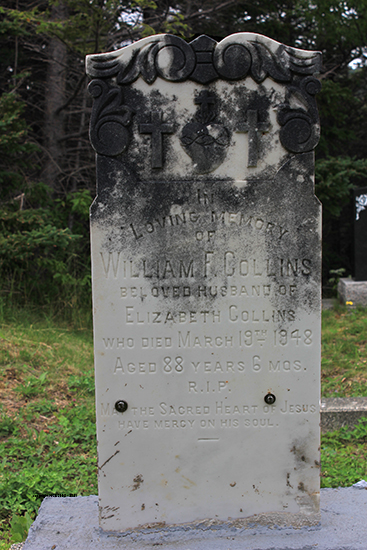 IN
LOVING MEMORY
OF
WILLIAM F. COLLINS
BELOVED HUSBAND OF
ELIZABETH COLLINS
WHO DIED MARCH 19TH 1948
AGED 88 YEARS 6 MOS.
R.I.P.
MAY THE SACRED HEART OF JESUS
HAVE MERCY ON HIS SOUL.